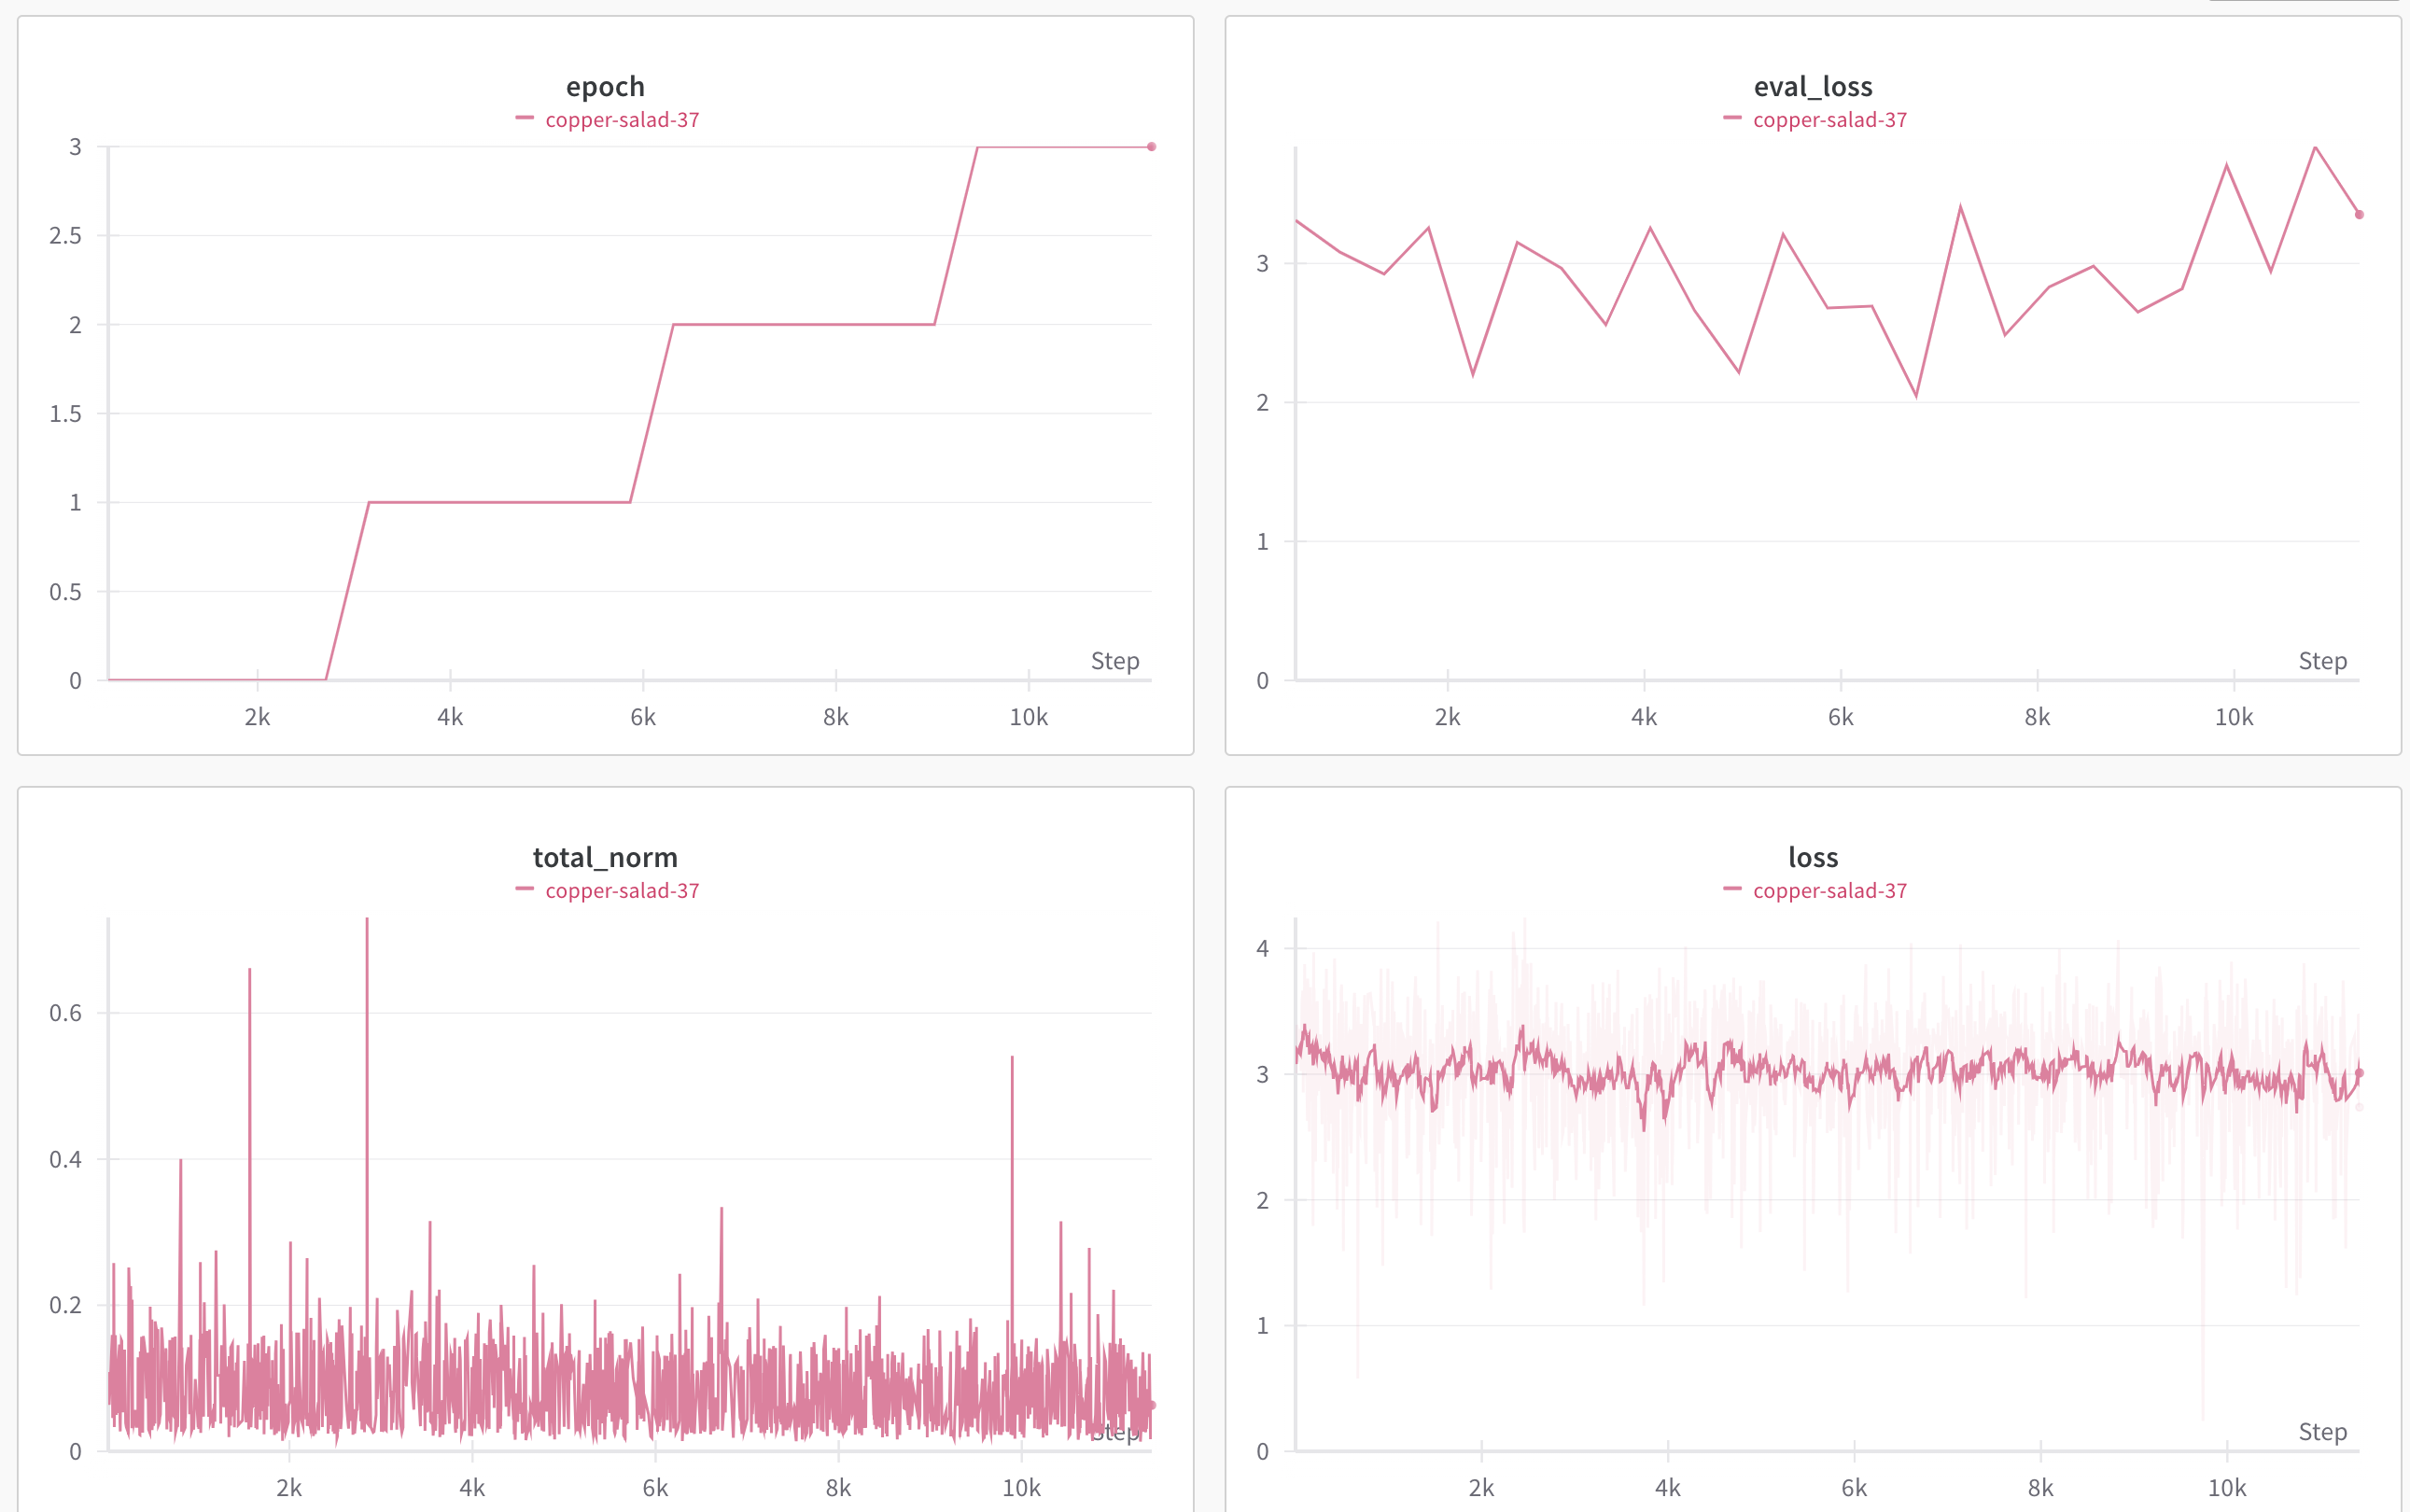 epoch
copper-salad-37
3
2.5
2
1.5
1
0.5
0
Step
2k 4k 6k 8k 10k
eval_loss
copper-salad-37
3
2
1
0
Step
2k 4k 6k 8k 10k
total_norm
copper-salad-37
0.6
0.4
0.2
0
Step
2k 4k 6k 8k 10k
loss
copper-salad-37
4
3
2
1
0
Step
2k 4k 6k 8k 10k